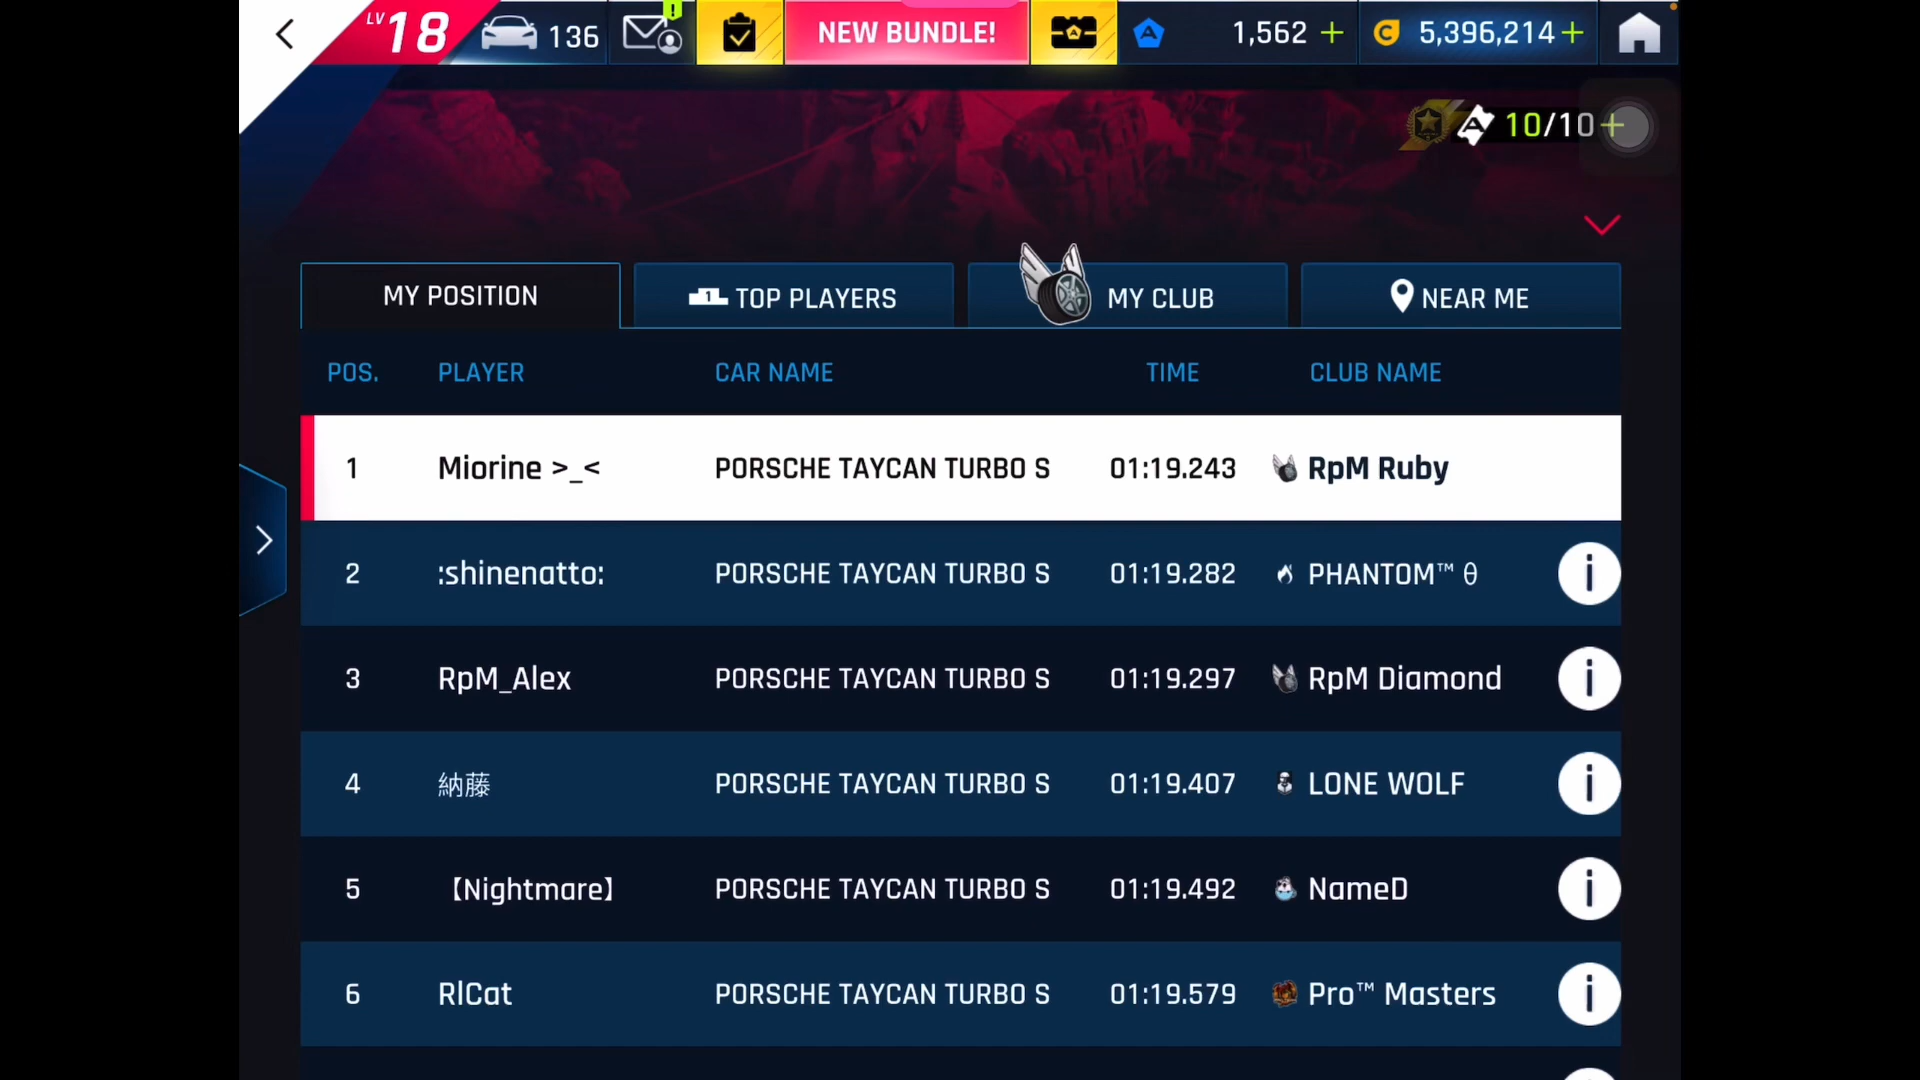 LV 18 136 NEW BUNDLE! 1,562 + 5,396,214 +
10/10 +
MY POSITION 1 TOP PLAYERS MY CLUB NEAR ME
POS. PLAYER CAR NAME TIME CLUB NAME
1 Miorine >_< PORSCHE TAYCAN TURBO S 01:19.243 RpM Ruby
2 :shinenatto: PORSCHE TAYCAN TURBO S 01:19.282 PHANTOM™ θ i
3 RpM_Alex PORSCHE TAYCAN TURBO S 01:19.297 RpM Diamond i
4 納藤 PORSCHE TAYCAN TURBO S 01:19.407 LONE WOLF i
5 【Nightmare】 PORSCHE TAYCAN TURBO S 01:19.492 NameD i
6 RlCat PORSCHE TAYCAN TURBO S 01:19.579 Pro™ Masters i